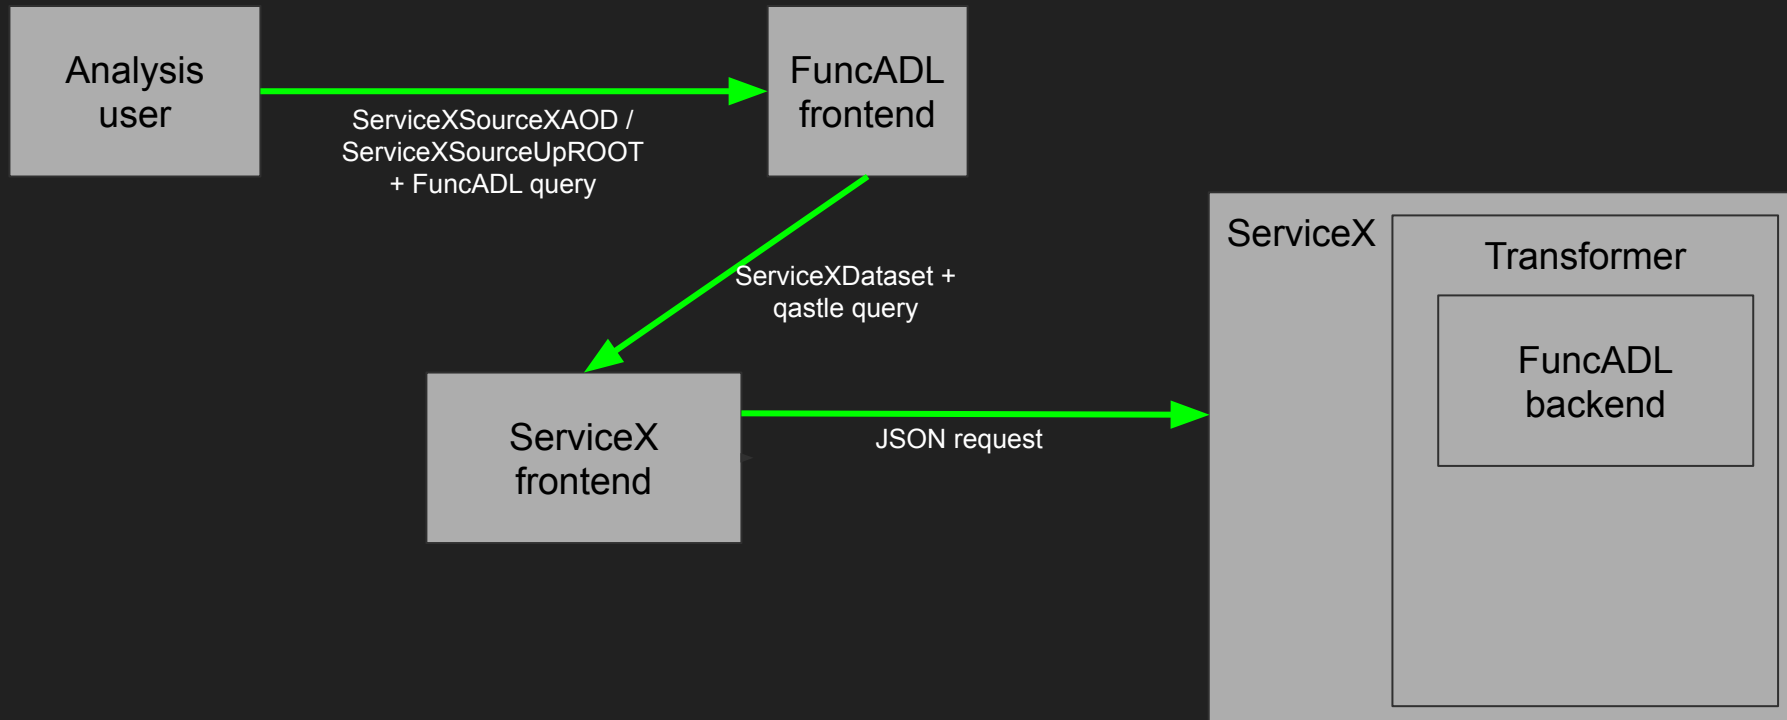 Analysis
user
FuncADL
frontend
ServiceXSourceXAOD /
ServiceXSourceUpROOT
+ FuncADL query
ServiceX
Transformer
ServiceXDataset +
qastle query
FuncADL
backend
ServiceX
frontend
JSON request